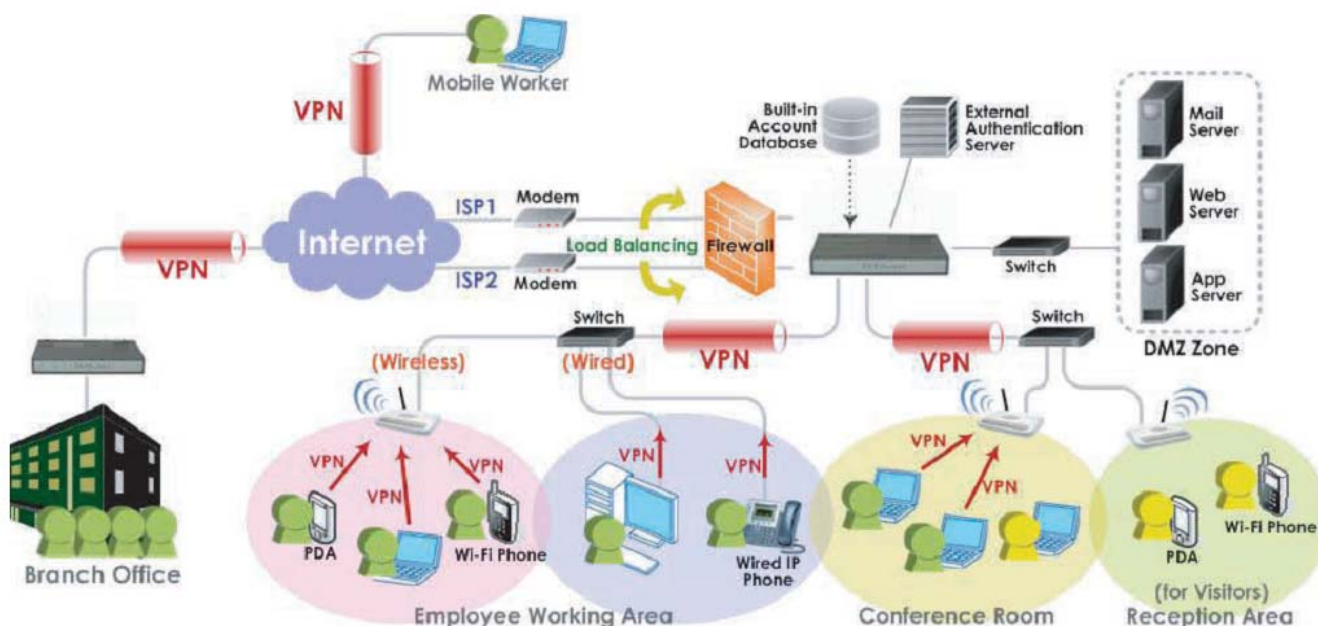 VPN
Mobile Worker
Built-in
Account
Database
External
Authentication
Server
Mail
Server
Web
Server
App
Server
DMZ Zone
Internet
ISP1
Modem
Load Balancing
Firewall
ISP2
Modem
Switch
VPN
Switch
(Wireless)
(Wired)
VPN
VPN
Switch
Branch Office
VPN
VPN
VPN
PDA
Wi-Fi Phone
VPN
VPN
Wired IP
Phone
Employee Working Area
VPN
VPN
Conference Room
Wi-Fi Phone
PDA
(for Visitors)
Reception Area